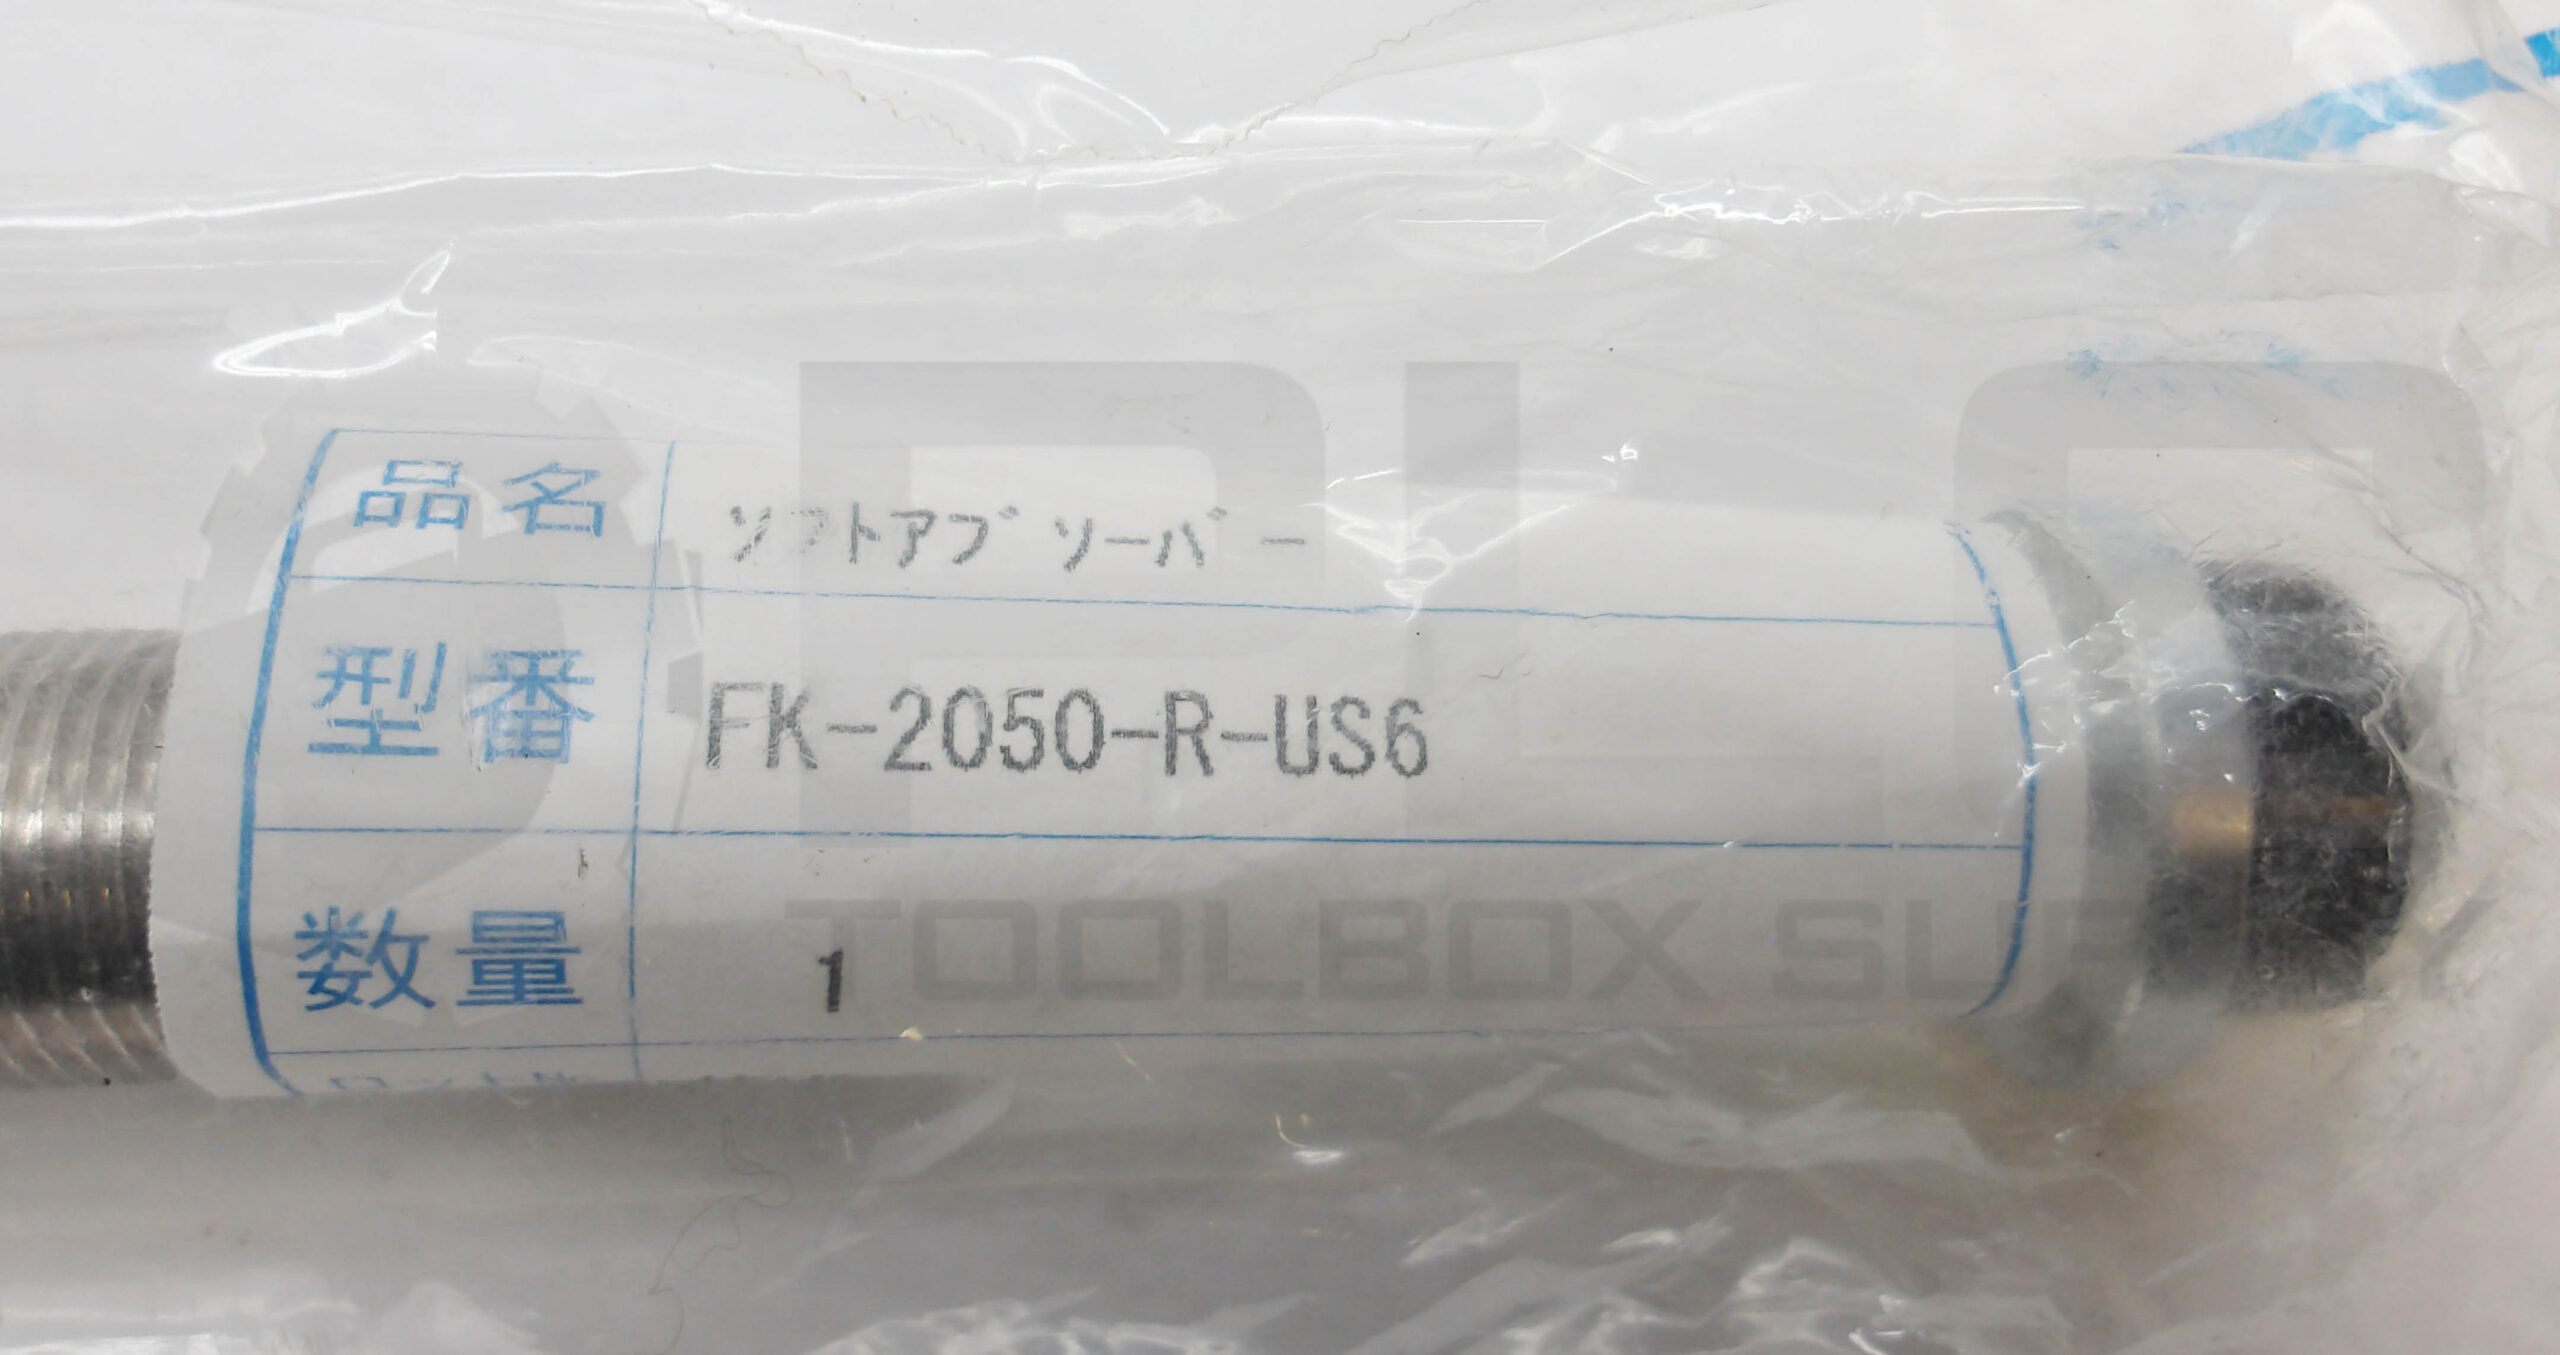 品名 ソフトアブソーバー
型番 FK-2050-R-US6
数量 1
TOOLBOX SUPPLY